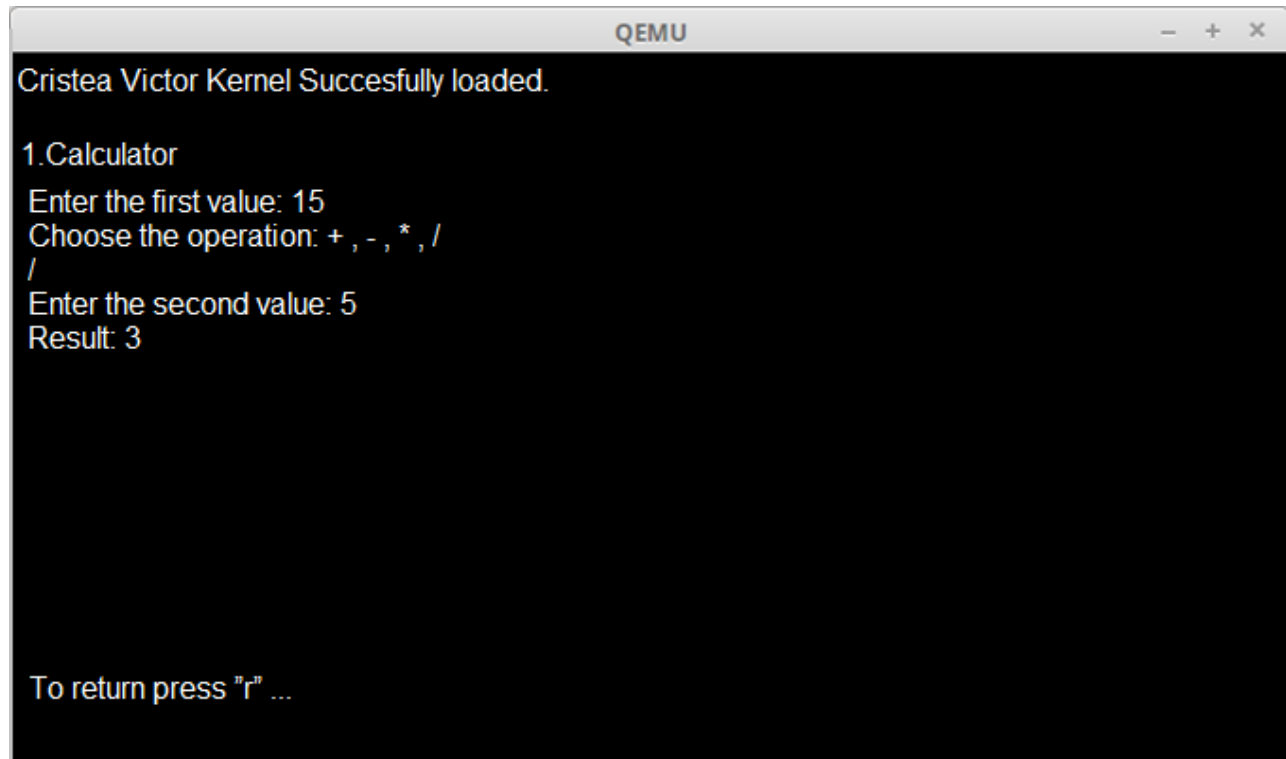 QEMU
Cristea Victor Kernel Succesfully loaded.
1.Calculator
Enter the first value: 15
Choose the operation: + , - , * , /
/
Enter the second value: 5
Result: 3
To return press ”r” ...